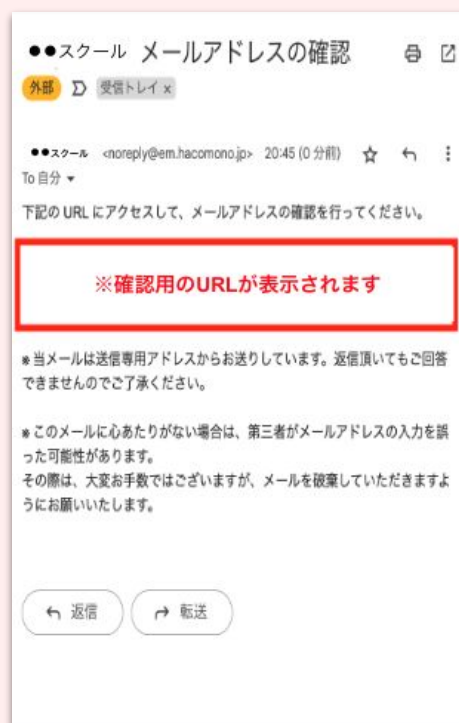 ●●スクール メールアドレスの確認
外部 受信トレイ x
●●スクール <noreply@em.hacomono.jp> 20:45 (0 分前)
To 自分
下記の URL にアクセスして、メールアドレスの確認を行ってください。
※確認用のURLが表示されます
※当メールは送信専用アドレスからお送りしています。返信頂いてもご回答
できませんのでご了承ください。
※このメールに心あたりがない場合は、第三者がメールアドレスの入力を誤
った可能性があります。
その際は、大変お手数ではございますが、メールを破棄していただきますよ
うにお願いいたします。
返信 転送